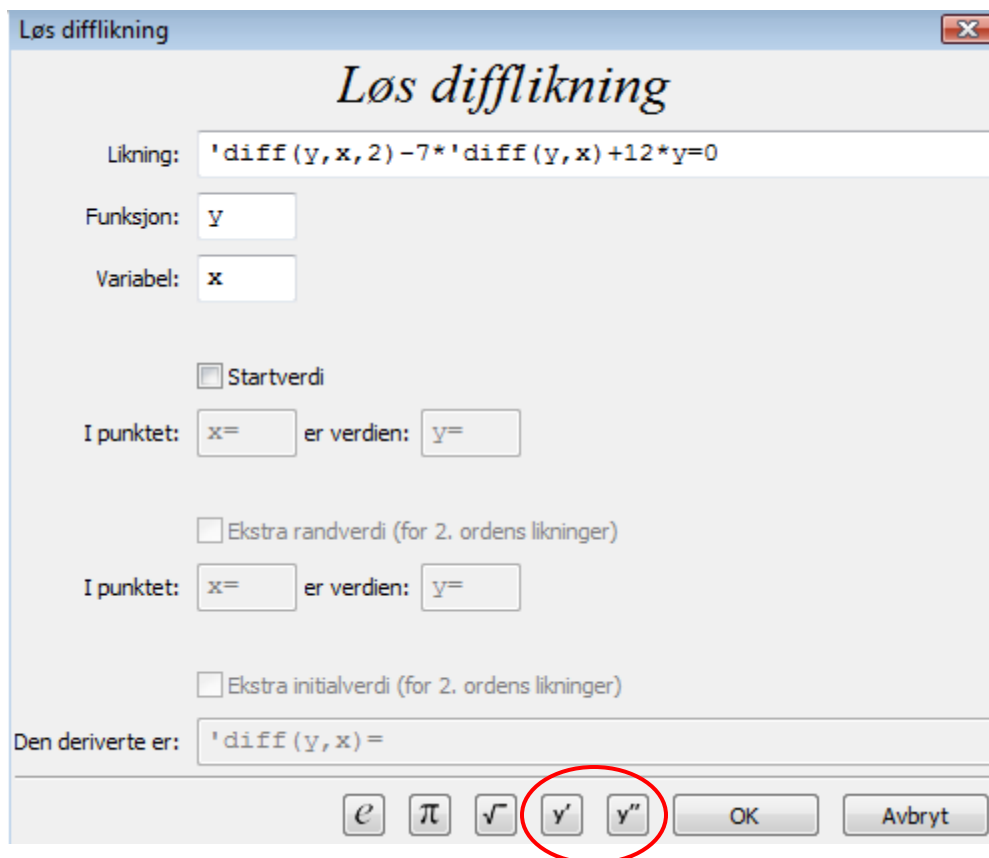 Løs difflikning
Løs difflikning
Likning: 'diff(y,x,2)-7*'diff(y,x)+12*y=0
Funksjon: y
Variabel: x
Startverdi
I punktet: x= er verdien: y=
Ekstra randverdi (for 2. ordens likninger)
I punktet: x= er verdien: y=
Ekstra initialverdi (for 2. ordens likninger)
Den deriverte er: 'diff(y,x)=
e π √ y′ y″ OK Avbryt